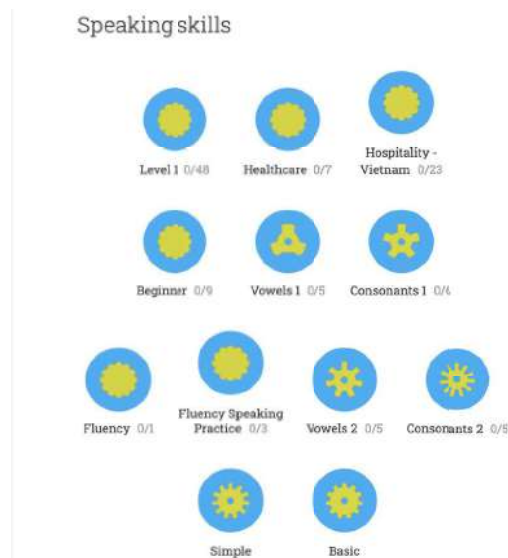 Speaking skills
Level 1 0/48
Healthcare 0/7
Hospitality -
Vietnam 0/23
Beginner 0/9
Vowels 1 0/5
Consonants 1
Fluency 0/1
Fluency Speaking
Practice 0/3
Vowels 2 0/5
Consonants 2 0/5
Simple
Basic